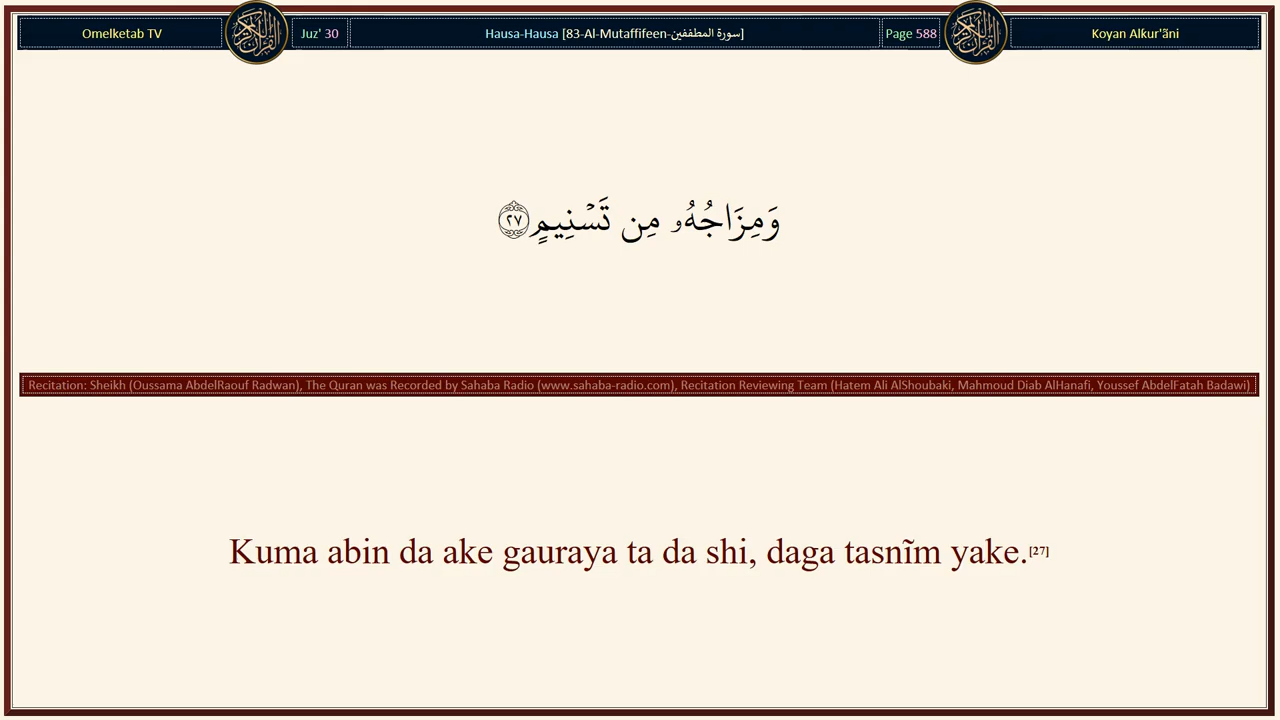 Omelketab TV
Juz' 30
Hausa-Hausa [83-Al-Mutaffifeen-سورة المطففين]
Page 588
Koyan Alƙur'ãni
وَمِزَاجُهُۥ مِن تَسۡنِيمٍ ٢٧
Recitation: Sheikh (Oussama AbdelRaouf Radwan), The Quran was Recorded by Sahaba Radio (www.sahaba-radio.com), Recitation Reviewing Team (Hatem Ali AlShoubaki, Mahmoud Diab AlHanafi, Youssef AbdelFatah Badawi)
Kuma abin da ake gauraya ta da shi, daga tasnĩm yake.[27]